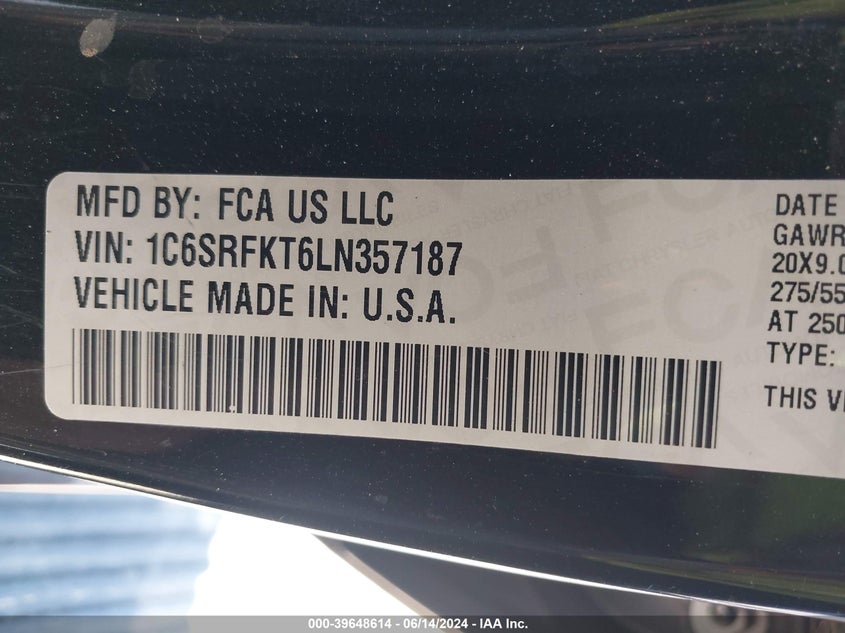 MFD BY: FCA US LLC
VIN: 1C6SRFKT6LN357187
VEHICLE MADE IN: U.S.A.
DATE
GAWR
20X9.0
275/55
AT 250
TYPE:
THIS
000-39648614 - 06/14/2024 - IAA Inc.